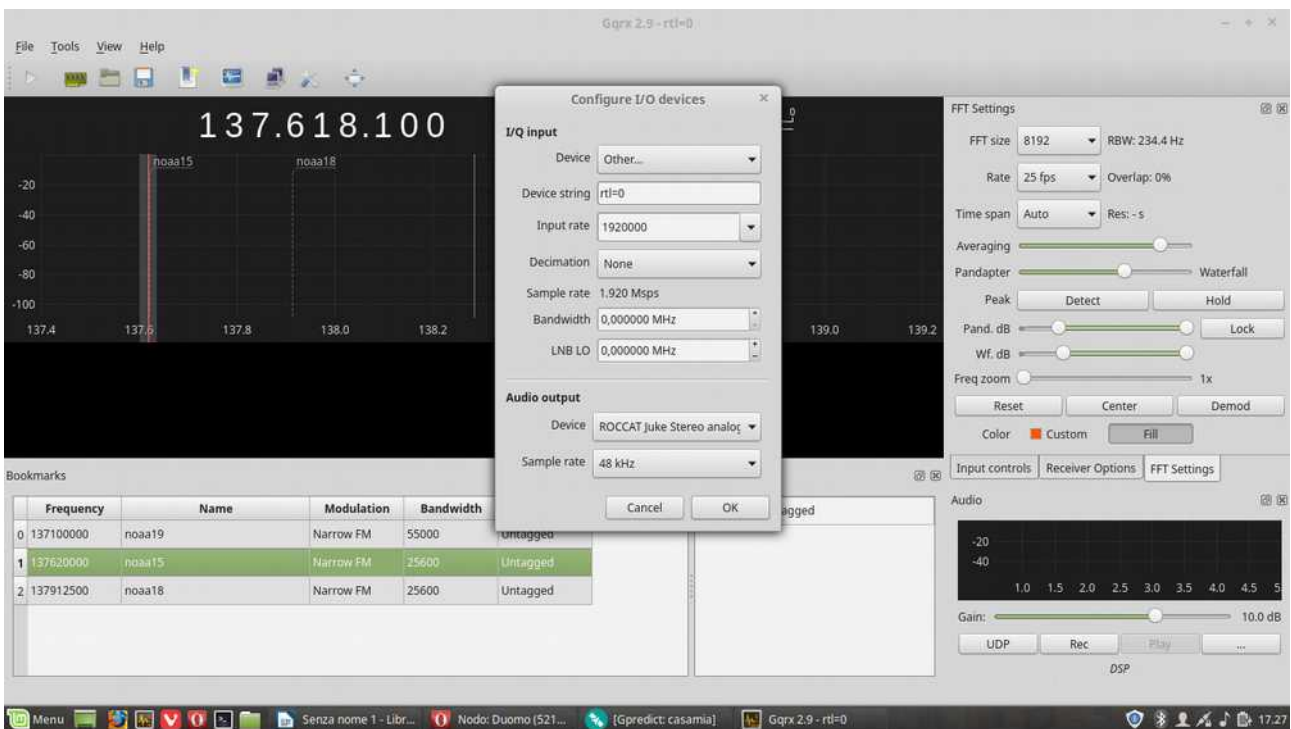 Gqrx 2.9 - rtl=0
File Tools View Help
137.618.100
noaa15 noaa18
-20
-40
-60
-80
-100
137.4 137.6 137.8 138.0 138.2 139.0 139.2
Configure I/O devices
I/Q input
Device Other...
Device string rtl=0
Input rate 1920000
Decimation None
Sample rate 1.920 Msps
Bandwidth 0,000000 MHz
LNB LO 0,000000 MHz
Audio output
Device ROCCAT Juke Stereo analog
Sample rate 48 kHz
Cancel OK
FFT Settings
FFT size 8192 RBW: 234.4 Hz
Rate 25 fps Overlap: 0%
Time span Auto Res: - s
Averaging
Pandapter Waterfall
Peak Detect Hold
Pand. dB Lock
Wf. dB
Freq zoom 1x
Reset Center Demod
Color Custom Fill
Input controls Receiver Options FFT Settings
Bookmarks
Frequency Name Modulation Bandwidth
0 137100000 noaa19 Narrow FM 55000 Untagged
1 137620000 noaa15 Narrow FM 25600 Untagged
2 137912500 noaa18 Narrow FM 25600 Untagged
agged
Audio
-20
-40
1.0 1.5 2.0 2.5 3.0 3.5 4.0 4.5 5
Gain: 10.0 dB
UDP Rec Play ...
DSP
Menu Senza nome 1 - Libr... Nodo: Duomo (521... [Gpredict: casamia] Gqrx 2.9 - rtl=0 17.27